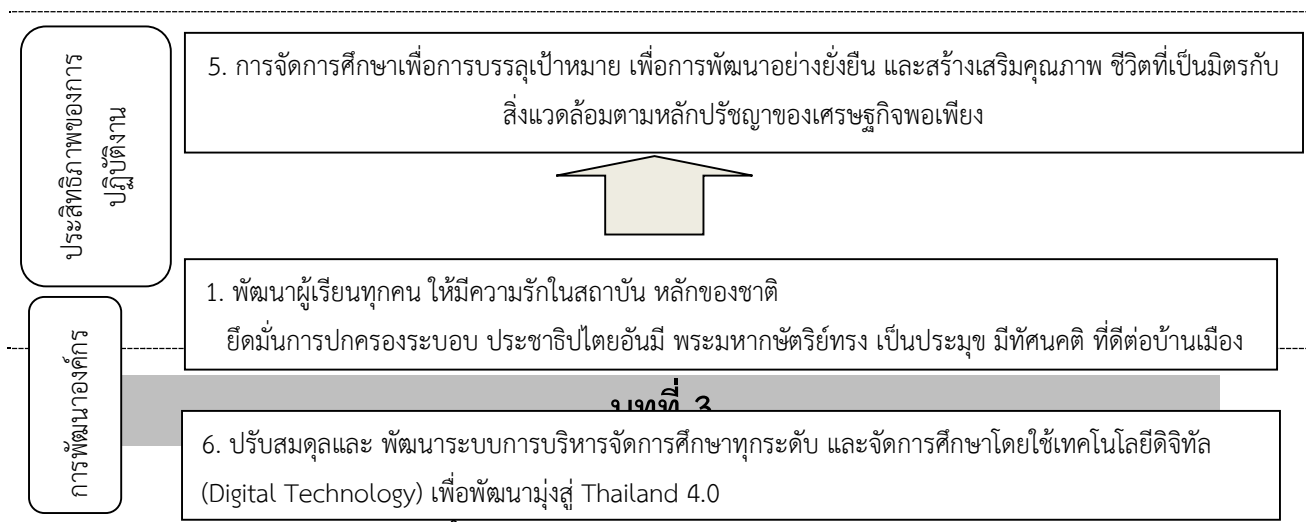 ประสิทธิภาพของการ
ปฏิบัติงาน
5. การจัดการศึกษาเพื่อการบรรลุเป้าหมาย เพื่อการพัฒนาอย่างยั่งยืน และสร้างเสริมคุณภาพ ชีวิตที่เป็นมิตรกับ
สิ่งแวดล้อมตามหลักปรัชญาของเศรษฐกิจพอเพียง
1. พัฒนาผู้เรียนทุกคน ให้มีความรักในสถาบัน หลักของชาติ
ยึดมั่นการปกครองระบอบ ประชาธิปไตยอันมี พระมหากษัตริย์ทรง เป็นประมุข มีทัศนคติ ที่ดีต่อบ้านเมือง
การพัฒนาองค์กร
บทที่ 3
6. ปรับสมดุลและ พัฒนาระบบการบริหารจัดการศึกษาทุกระดับ และจัดการศึกษาโดยใช้เทคโนโลยีดิจิทัล
(Digital Technology) เพื่อพัฒนามุ่งสู่ Thailand 4.0